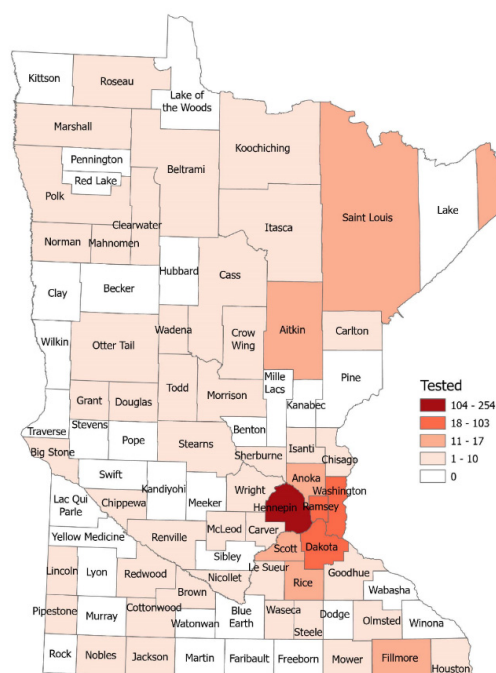 Kittson
Roseau
Lake of
the Woods
Marshall
Koochiching
Pennington
Beltrami
Red Lake
Polk
Saint Louis
Lake
Clearwater
Itasca
Norman
Mahnomen
Hubbard
Cass
Clay
Becker
Wadena
Crow
Wing
Aitkin
Carlton
Wilkin
Otter Tail
Mille
Lacs
Pine
Todd
Morrison
Kanabec
Grant
Douglas
Tested
104 - 254
18 - 103
11 - 17
1 - 10
0
Traverse
Stevens
Pope
Benton
Stearns
Isanti
Big Stone
Sherburne
Chisago
Swift
Anoka
Kandiyohi
Wright
Washington
Lac Qui
Parle
Chippewa
Meeker
Hennepin
Ramsey
McLeod
Carver
Yellow Medicine
Renville
Scott
Dakota
Sibley
Lincoln
Lyon
Redwood
Nicollet
Le Sueur
Rice
Goodhue
Brown
Wabasha
Pipestone
Murray
Cottonwood
Watonwan
Blue
Earth
Waseca
Steele
Dodge
Olmsted
Winona
Rock
Nobles
Jackson
Martin
Faribault
Freeborn
Mower
Fillmore
Houston